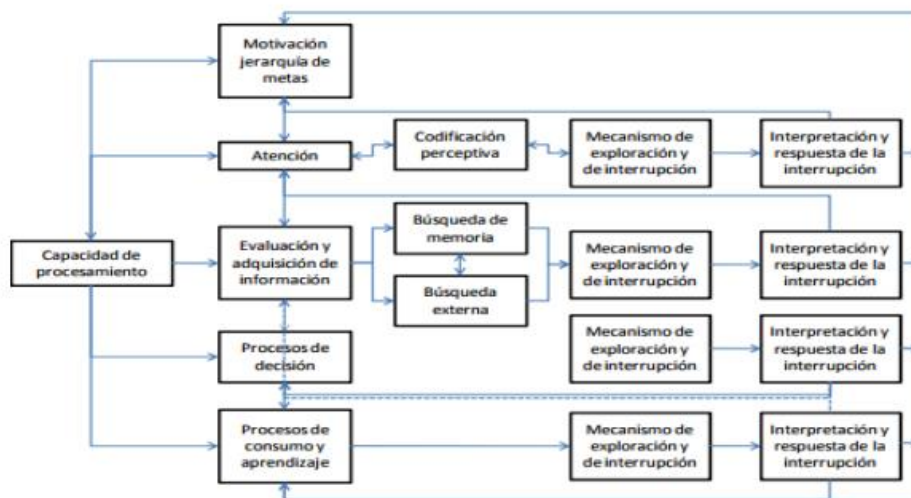 Motivación
jerarquía de
metas
Atención
Codificación
perceptiva
Mecanismo de
exploración y
de interrupción
Interpretación y
respuesta de la
interrupción
Capacidad de
procesamiento
Evaluación y
adquisición de
información
Búsqueda de
memoria
Búsqueda
externa
Mecanismo de
exploración y
de interrupción
Interpretación y
respuesta de la
interrupción
Procesos de
decisión
Mecanismo de
exploración y
de interrupción
Interpretación y
respuesta de la
interrupción
Procesos de
consumo y
aprendizaje
Mecanismo de
exploración y
de interrupción
Interpretación y
respuesta de la
interrupción